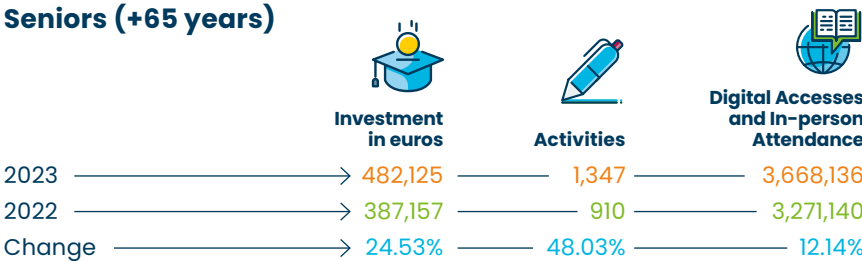 Seniors (+65 years)
Investment
in euros
Activities
Digital Accesses
and In-person
Attendance
2023 482,125 1,347 3,668,136
2022 387,157 910 3,271,140
Change 24.53% 48.03% 12.14%